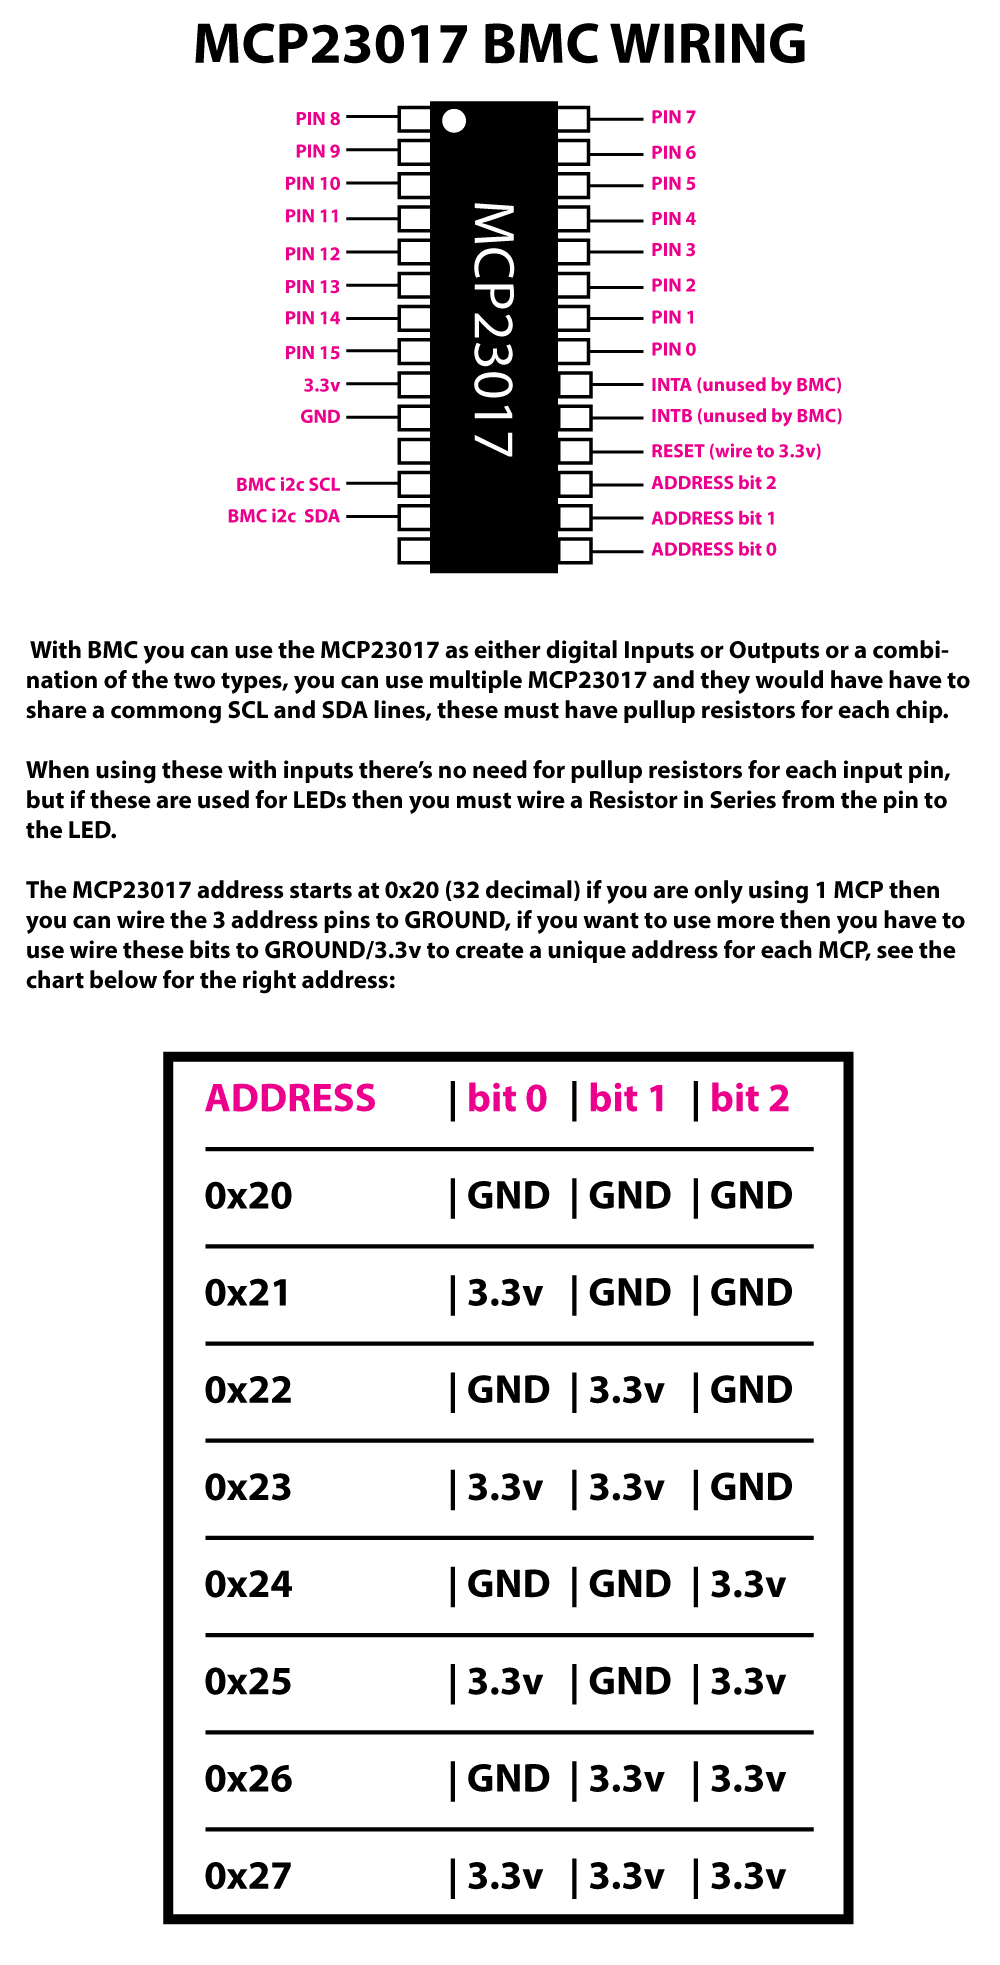 MCP23017 BMC WIRING
PIN 8
PIN 9
PIN 10
PIN 11
PIN 12
PIN 13
PIN 14
PIN 15
3.3v
GND
BMC i2c SCL
BMC i2c SDA
MCP23017
PIN 7
PIN 6
PIN 5
PIN 4
PIN 3
PIN 2
PIN 1
PIN 0
INTA (unused by BMC)
INTB (unused by BMC)
RESET (wire to 3.3v)
ADDRESS bit 2
ADDRESS bit 1
ADDRESS bit 0
With BMC you can use the MCP23017 as either digital Inputs or Outputs or a combi-
nation of the two types, you can use multiple MCP23017 and they would have have to
share a commong SCL and SDA lines, these must have pullup resistors for each chip.
When using these with inputs there's no need for pullup resistors for each input pin,
but if these are used for LEDs then you must wire a Resistor in Series from the pin to
the LED.
The MCP23017 address starts at 0x20 (32 decimal) if you are only using 1 MCP then
you can wire the 3 address pins to GROUND, if you want to use more then you have to
use wire these bits to GROUND/3.3v to create a unique address for each MCP, see the
chart below for the right address:
ADDRESS | bit 0 | bit 1 | bit 2
0x20 | GND | GND | GND
0x21 | 3.3v | GND | GND
0x22 | GND | 3.3v | GND
0x23 | 3.3v | 3.3v | GND
0x24 | GND | GND | 3.3v
0x25 | 3.3v | GND | 3.3v
0x26 | GND | 3.3v | 3.3v
0x27 | 3.3v | 3.3v | 3.3v